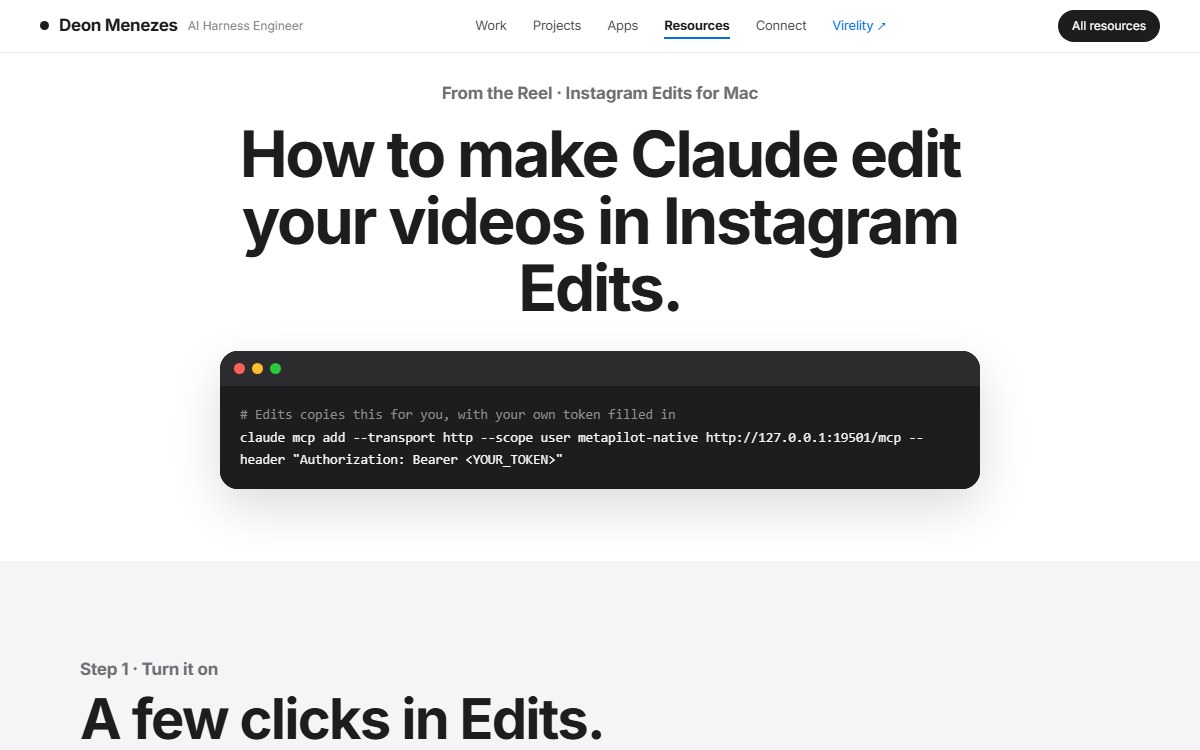 Deon Menezes AI Harness Engineer Work Projects Apps Resources Connect Virelity ↗ All resources
From the Reel · Instagram Edits for Mac
How to make Claude edit
your videos in Instagram
Edits.
# Edits copies this for you, with your own token filled in
claude mcp add --transport http --scope user metapilot-native http://127.0.0.1:19501/mcp --
header "Authorization: Bearer <YOUR_TOKEN>"
Step 1 · Turn it on
A few clicks in Edits.